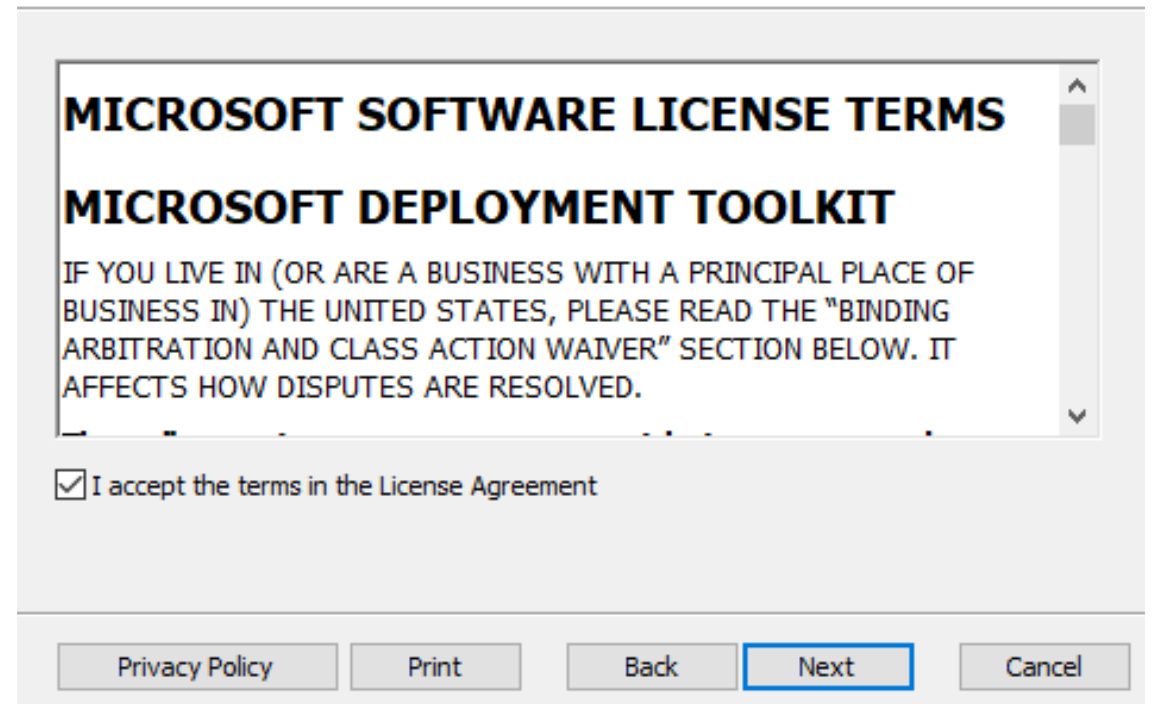 MICROSOFT SOFTWARE LICENSE TERMS
MICROSOFT DEPLOYMENT TOOLKIT
IF YOU LIVE IN (OR ARE A BUSINESS WITH A PRINCIPAL PLACE OF
BUSINESS IN) THE UNITED STATES, PLEASE READ THE “BINDING
ARBITRATION AND CLASS ACTION WAIVER” SECTION BELOW. IT
AFFECTS HOW DISPUTES ARE RESOLVED.
I accept the terms in the License Agreement
Privacy Policy Print Back Next Cancel